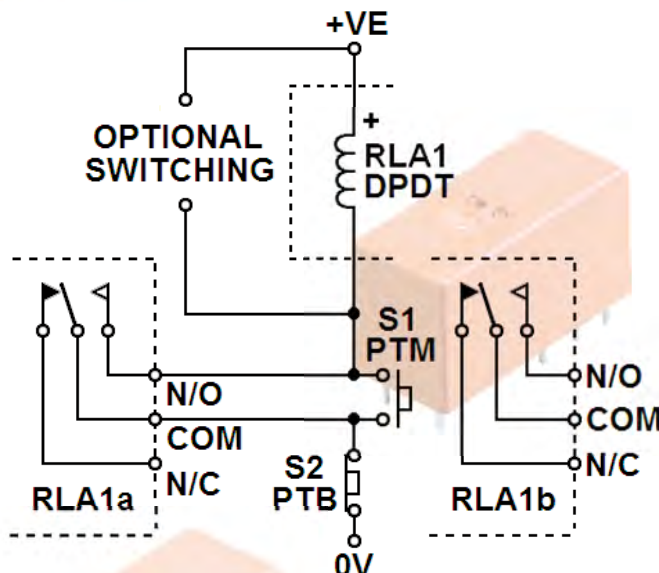 +VE
OPTIONAL
SWITCHING
+
RLA1
DPDT
S1
PTM
N/O
COM
N/C
RLA1a
S2
PTB
0V
N/O
COM
N/C
RLA1b